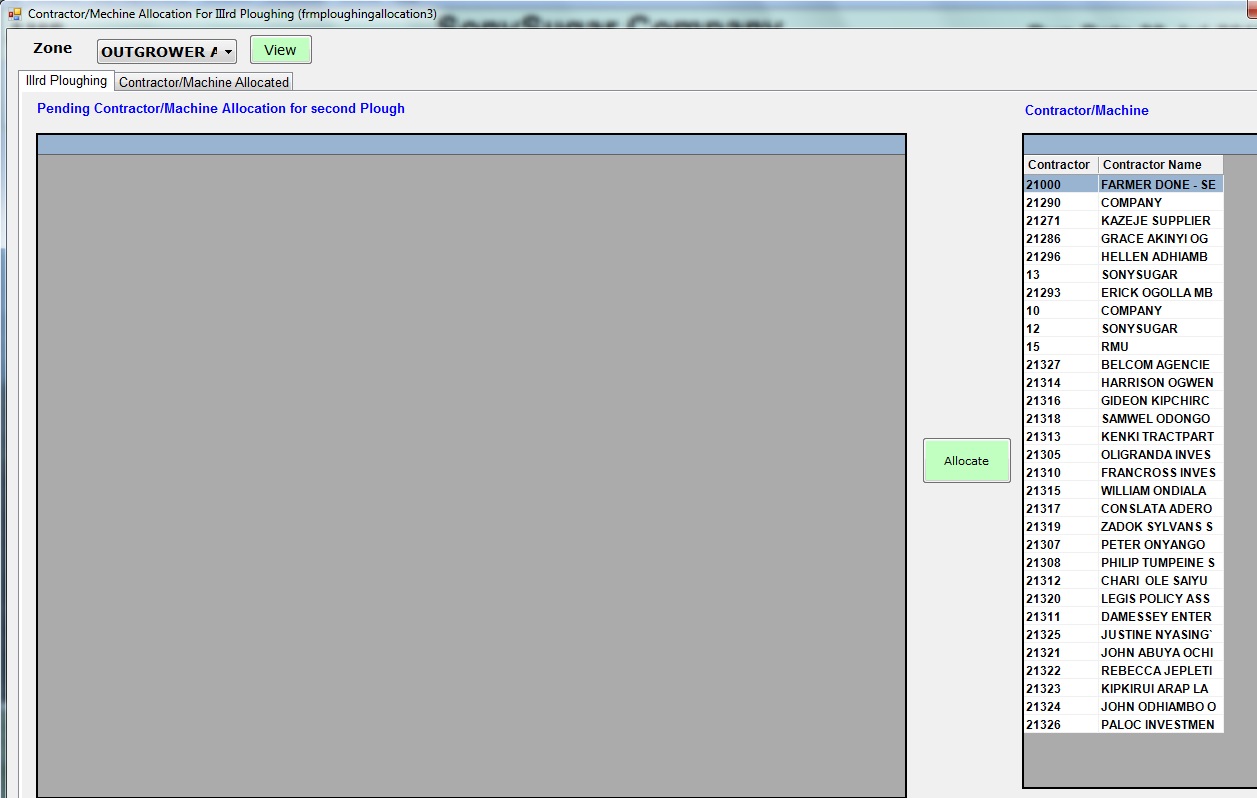 Contractor/Mechine Allocation For IIIrd Ploughing (frmploughingallocation3)
SonySugar Company
Zone OUTGROWER A View
IIIrd Ploughing Contractor/Machine Allocated
Pending Contractor/Machine Allocation for second Plough
Contractor/Machine
Contractor Contractor Name
21000 FARMER DONE - SE
21290 COMPANY
21271 KAZEJE SUPPLIER
21286 GRACE AKINYI OG
21296 HELLEN ADHIAMB
13 SONYSUGAR
21293 ERICK OGOLLA MB
10 COMPANY
12 SONYSUGAR
15 RMU
21327 BELCOM AGENCIE
21314 HARRISON OGWEN
21316 GIDEON KIPCHIRC
21318 SAMWEL ODONGO
21313 KENKI TRACTPART
21305 OLIGRANDA INVES
21310 FRANCROSS INVES
21315 WILLIAM ONDIALA
21317 CONSLATA ADERO
21319 ZADOK SYLVANS S
21307 PETER ONYANGO
21308 PHILIP TUMPEINE S
21312 CHARI OLE SAIYU
21320 LEGIS POLICY ASS
21311 DAMESSEY ENTER
21325 JUSTINE NYASING`
21321 JOHN ABUYA OCHI
21322 REBECCA JEPLETI
21323 KIPKIRUI ARAP LA
21324 JOHN ODHIAMBO O
21326 PALOC INVESTMEN
Allocate